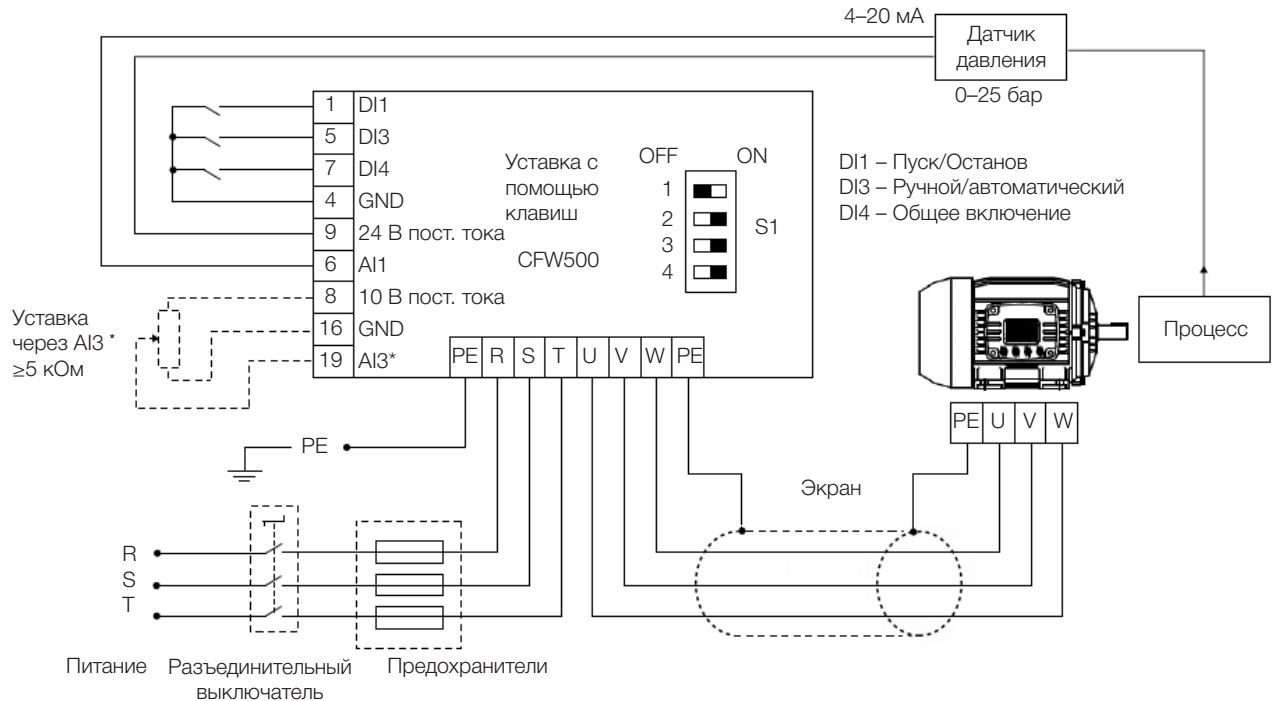 4–20 мА
Датчик
давления
0–25 бар
1 DI1
5 DI3
7 DI4
4 GND
9 24 В пост. тока
6 AI1
8 10 В пост. тока
16 GND
19 AI3*
Уставка с
помощью
клавиш
CFW500
OFF ON
1
2
3
4
S1
DI1 – Пуск/Останов
DI3 – Ручной/автоматический
DI4 – Общее включение
Уставка
через AI3 *
≥5 кОм
PE R S T U V W PE
Процесс
PE U V W
PE
Экран
R
S
T
Питание
Разъединительный
выключатель
Предохранители